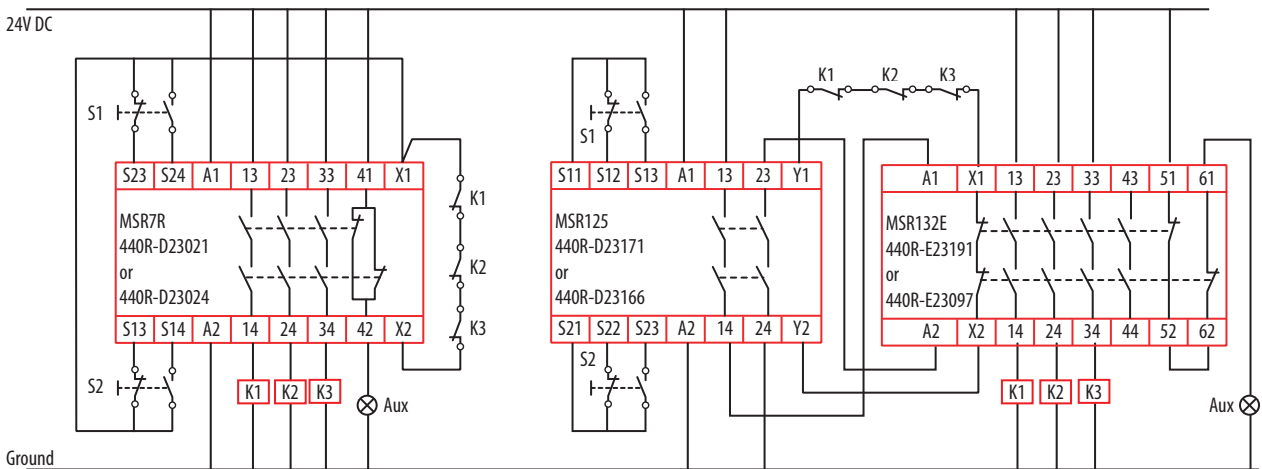 24V DC
S1
S23 S24 A1 13 23 33 41 X1
MSR7R
440R-D23021
or
440R-D23024
S13 S14 A2 14 24 34 42 X2
K1
K2
K3
S2
K1 K2 K3
Aux
K1 K2 K3
S1
S11 S12 S13 A1 13 23 Y1
MSR125
440R-D23171
or
440R-D23166
S21 S22 S23 A2 14 24 Y2
S2
A1 X1 13 23 33 43 51 61
MSR132E
440R-E23191
or
440R-E23097
A2 X2 14 24 34 44 52 62
K1 K2 K3
Aux
Ground